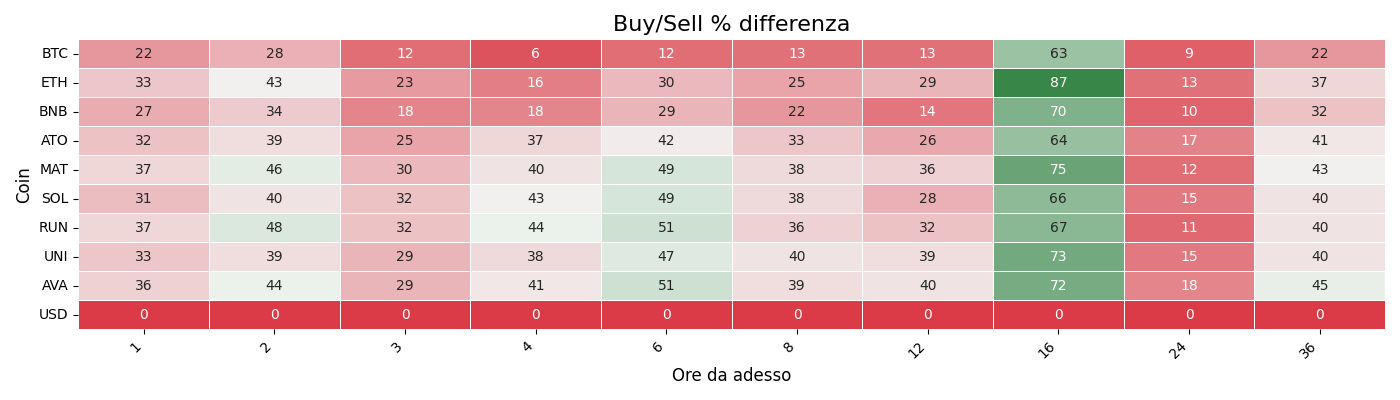 Buy/Sell % differenza
Coin
BTC 22 28 12 6 12 13 13 63 9 22
ETH 33 43 23 16 30 25 29 87 13 37
BNB 27 34 18 18 29 22 14 70 10 32
ATO 32 39 25 37 42 33 26 64 17 41
MAT 37 46 30 40 49 38 36 75 12 43
SOL 31 40 32 43 49 38 28 66 15 40
RUN 37 48 32 44 51 36 32 67 11 40
UNI 33 39 29 38 47 40 39 73 15 40
AVA 36 44 29 41 51 39 40 72 18 45
USD 0 0 0 0 0 0 0 0 0 0
1 2 3 4 6 8 12 16 24 36
Ore da adesso